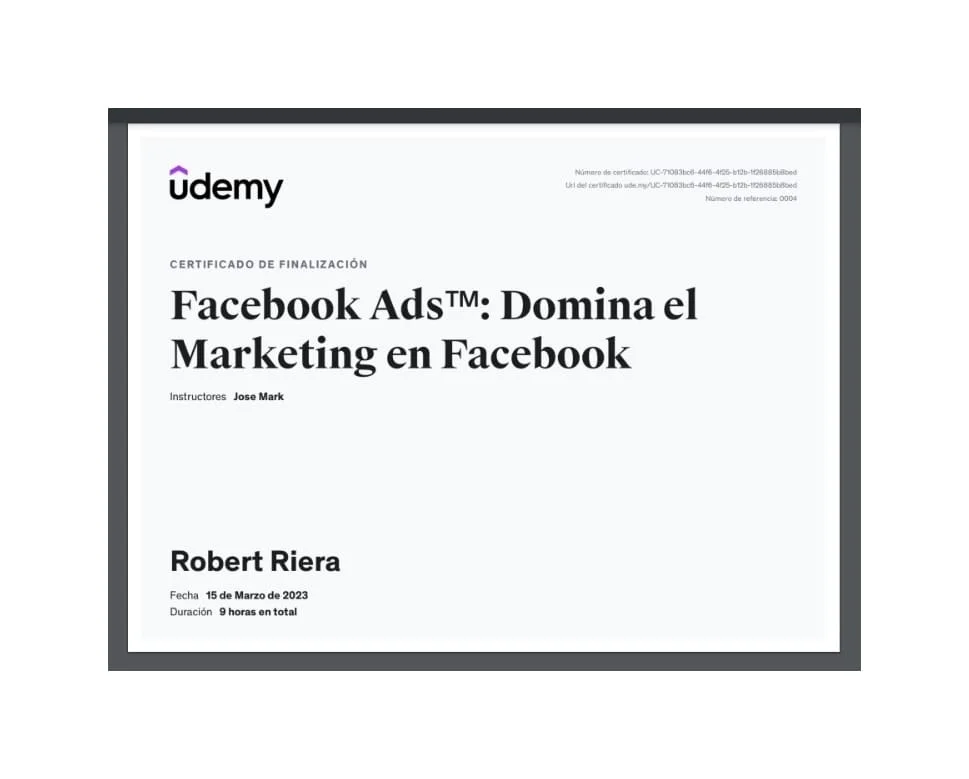 udemy
Número de certificado: UC-71083bc6-44f6-4f25-b12b-1f26885b8bed
Url del certificado ude.my/UC-71083bc6-44f6-4f25-b12b-1f26885b8bed
Número de referencia: 0004
CERTIFICADO DE FINALIZACIÓN
Facebook Ads™: Domina el
Marketing en Facebook
Instructores Jose Mark
Robert Riera
Fecha 15 de Marzo de 2023
Duración 9 horas en total